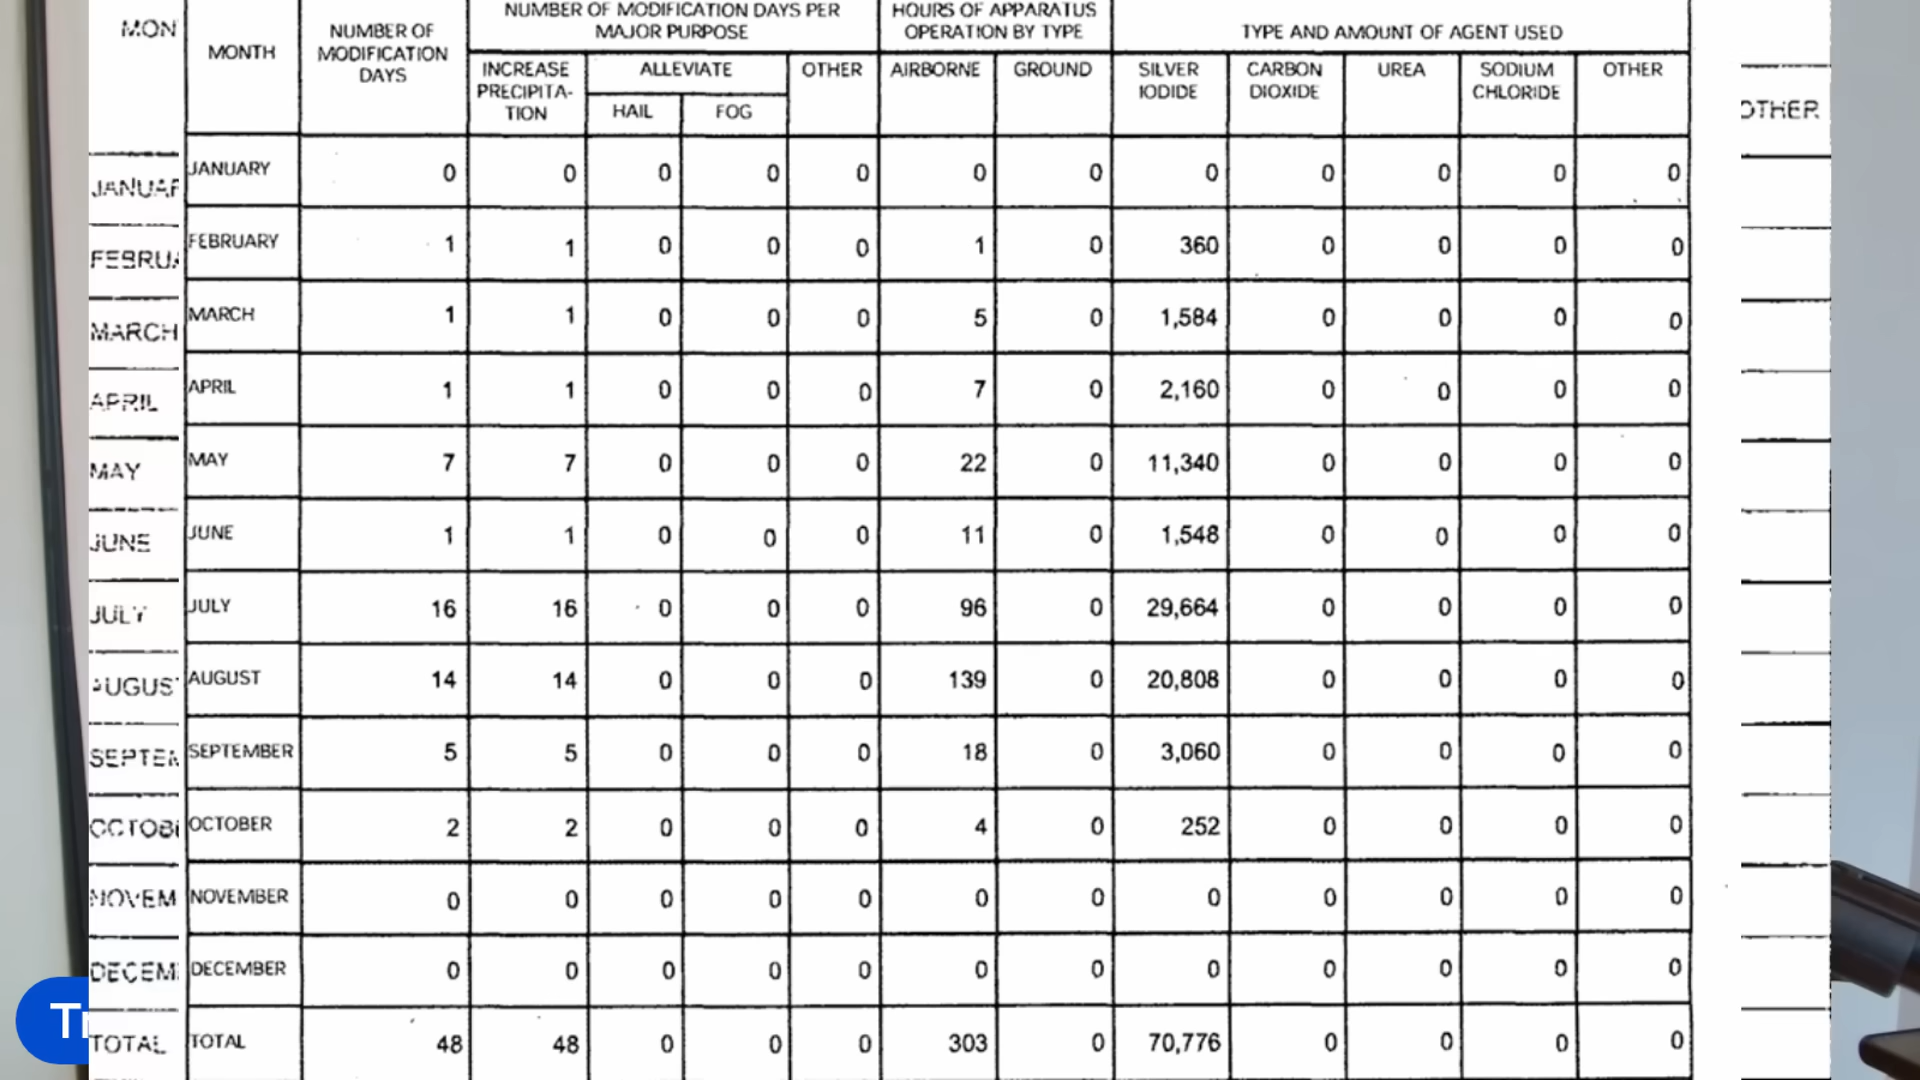 MON
MONTH
NUMBER OF MODIFICATION DAYS
NUMBER OF MODIFICATION DAYS PER MAJOR PURPOSE
HOURS OF APPARATUS OPERATION BY TYPE
TYPE AND AMOUNT OF AGENT USED
INCREASE PRECIPITA-TION
ALLEVIATE
HAIL
FOG
OTHER
AIRBORNE
GROUND
SILVER IODIDE
CARBON DIOXIDE
UREA
SODIUM CHLORIDE
OTHER
OTHER
JANUAR JANUARY 0 0 0 0 0 0 0 0 0 0 0 0
FEBRUA FEBRUARY 1 1 0 0 0 1 0 360 0 0 0 0
MARCH MARCH 1 1 0 0 0 5 0 1,584 0 0 0 0
APRIL APRIL 1 1 0 0 0 7 0 2,160 0 0 0 0
MAY MAY 7 7 0 0 0 22 0 11,340 0 0 0 0
JUNE JUNE 1 1 0 0 0 11 0 1,548 0 0 0 0
JULY JULY 16 16 0 0 0 96 0 29,664 0 0 0 0
AUGUS AUGUST 14 14 0 0 0 139 0 20,808 0 0 0 0
SEPTEM SEPTEMBER 5 5 0 0 0 18 0 3,060 0 0 0 0
OCTOB OCTOBER 2 2 0 0 0 4 0 252 0 0 0 0
NOVEM NOVEMBER 0 0 0 0 0 0 0 0 0 0 0 0
DECEM DECEMBER 0 0 0 0 0 0 0 0 0 0 0 0
TOTAL TOTAL 48 48 0 0 0 303 0 70,776 0 0 0 0